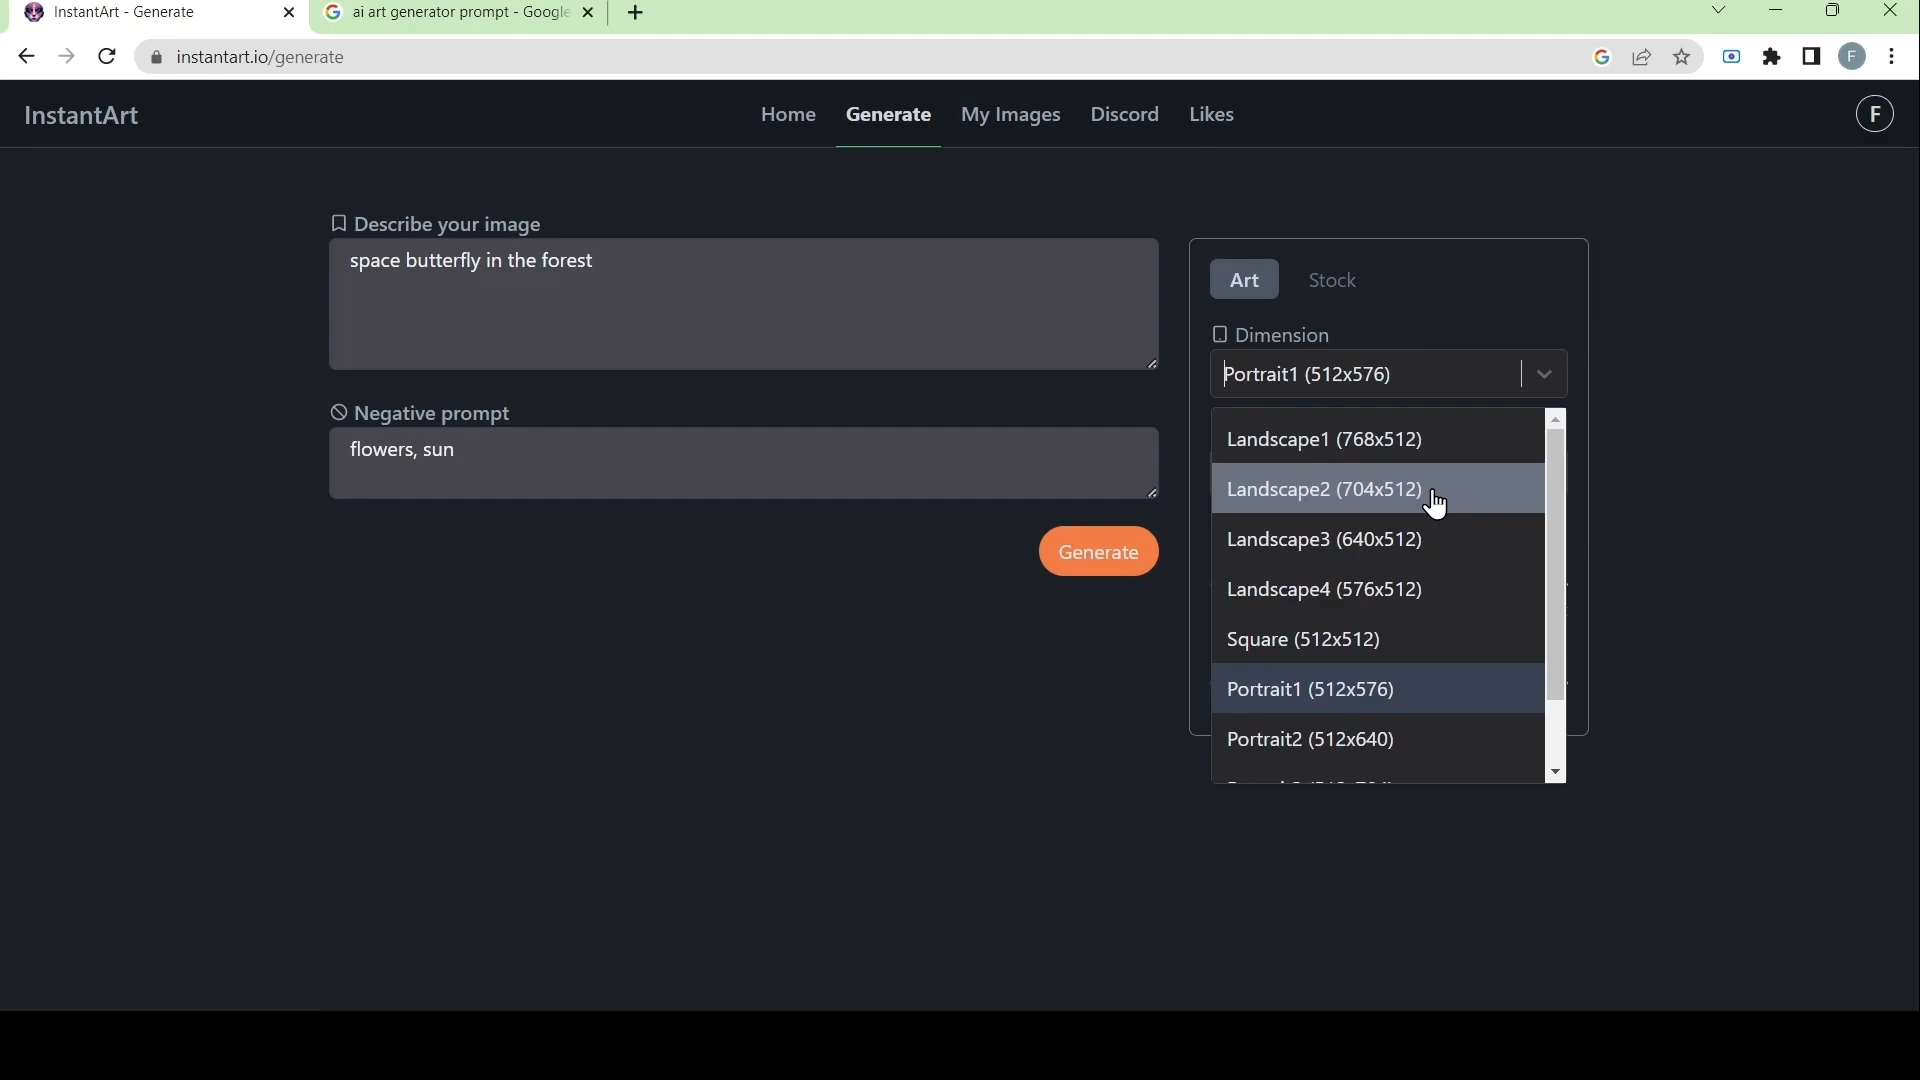 InstantArt - Generate
ai art generator prompt - Google
instantart.io/generate
F
InstantArt
Home
Generate
My Images
Discord
Likes
F
Describe your image
space butterfly in the forest
Negative prompt
flowers, sun
Generate
Art
Stock
Dimension
Portrait1 (512x576)
Landscape1 (768x512)
Landscape2 (704x512)
Landscape3 (640x512)
Landscape4 (576x512)
Square (512x512)
Portrait1 (512x576)
Portrait2 (512x640)